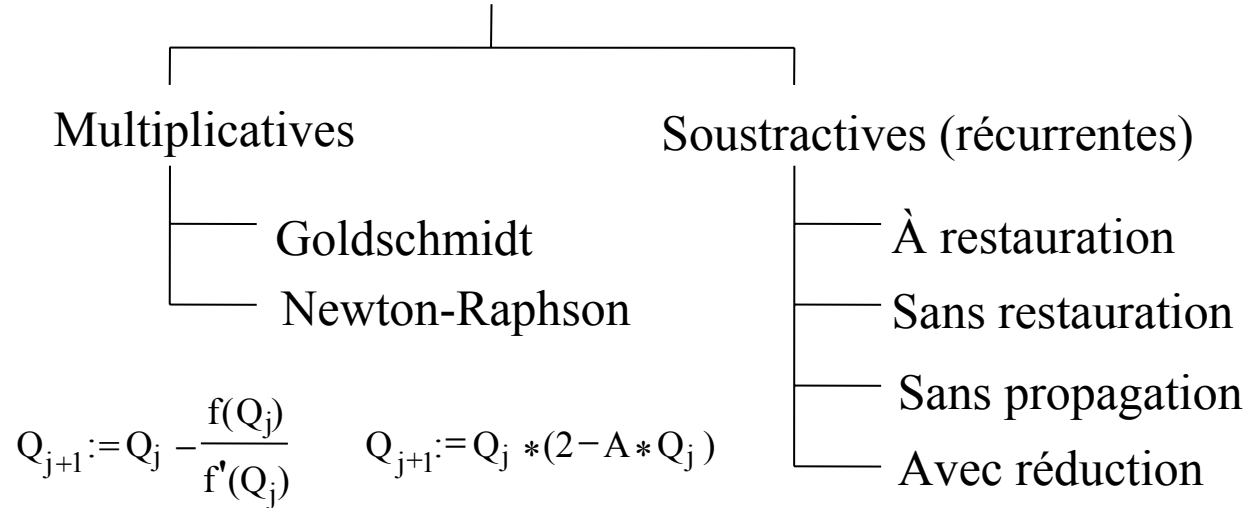 Multiplicatives
Goldschmidt
Newton-Raphson
Soustractives (récurrentes)
À restauration
Sans restauration
Sans propagation
Avec réduction
Q_{j+1}:=Q_j − f(Q_j)/f'(Q_j)
Q_{j+1}:=Q_j *(2−A*Q_j )